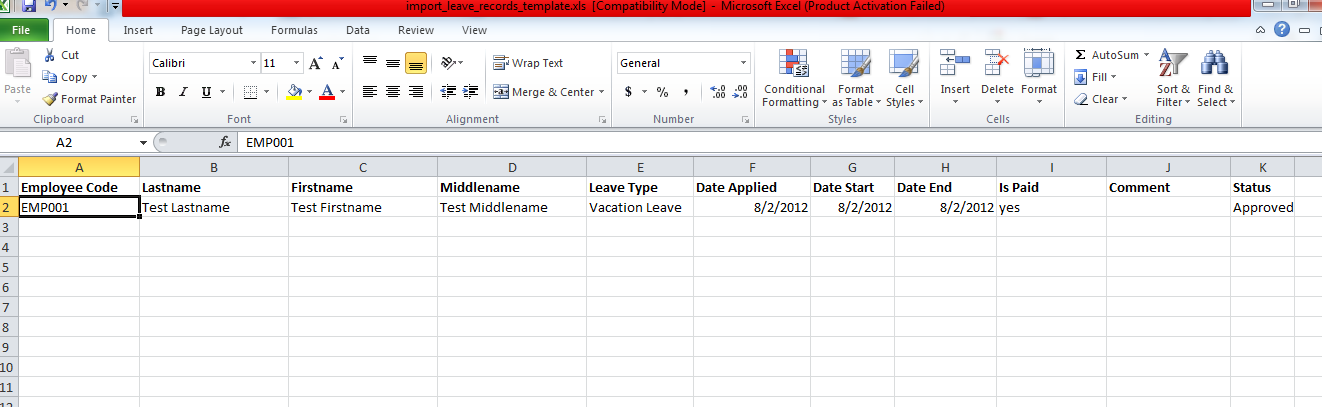 import_leave_records_template.xls [Compatibility Mode] - Microsoft Excel (Product Activation Failed)
File Home Insert Page Layout Formulas Data Review View
Paste Cut Copy Format Painter Clipboard
Calibri 11 A A B I U A Font
Wrap Text Merge & Center Alignment
General $ % , .00 .0 Number
Conditional Formatting Format as Table Cell Styles Styles
Insert Delete Format Cells
Σ AutoSum Fill Clear Sort & Filter Find & Select Editing
A2 fx EMP001
A B C D E F G H I J K
1 Employee Code Lastname Firstname Middlename Leave Type Date Applied Date Start Date End Is Paid Comment Status
2 EMP001 Test Lastname Test Firstname Test Middlename Vacation Leave 8/2/2012 8/2/2012 8/2/2012 yes Approved
3
4
5
6
7
8
9
10
11
12